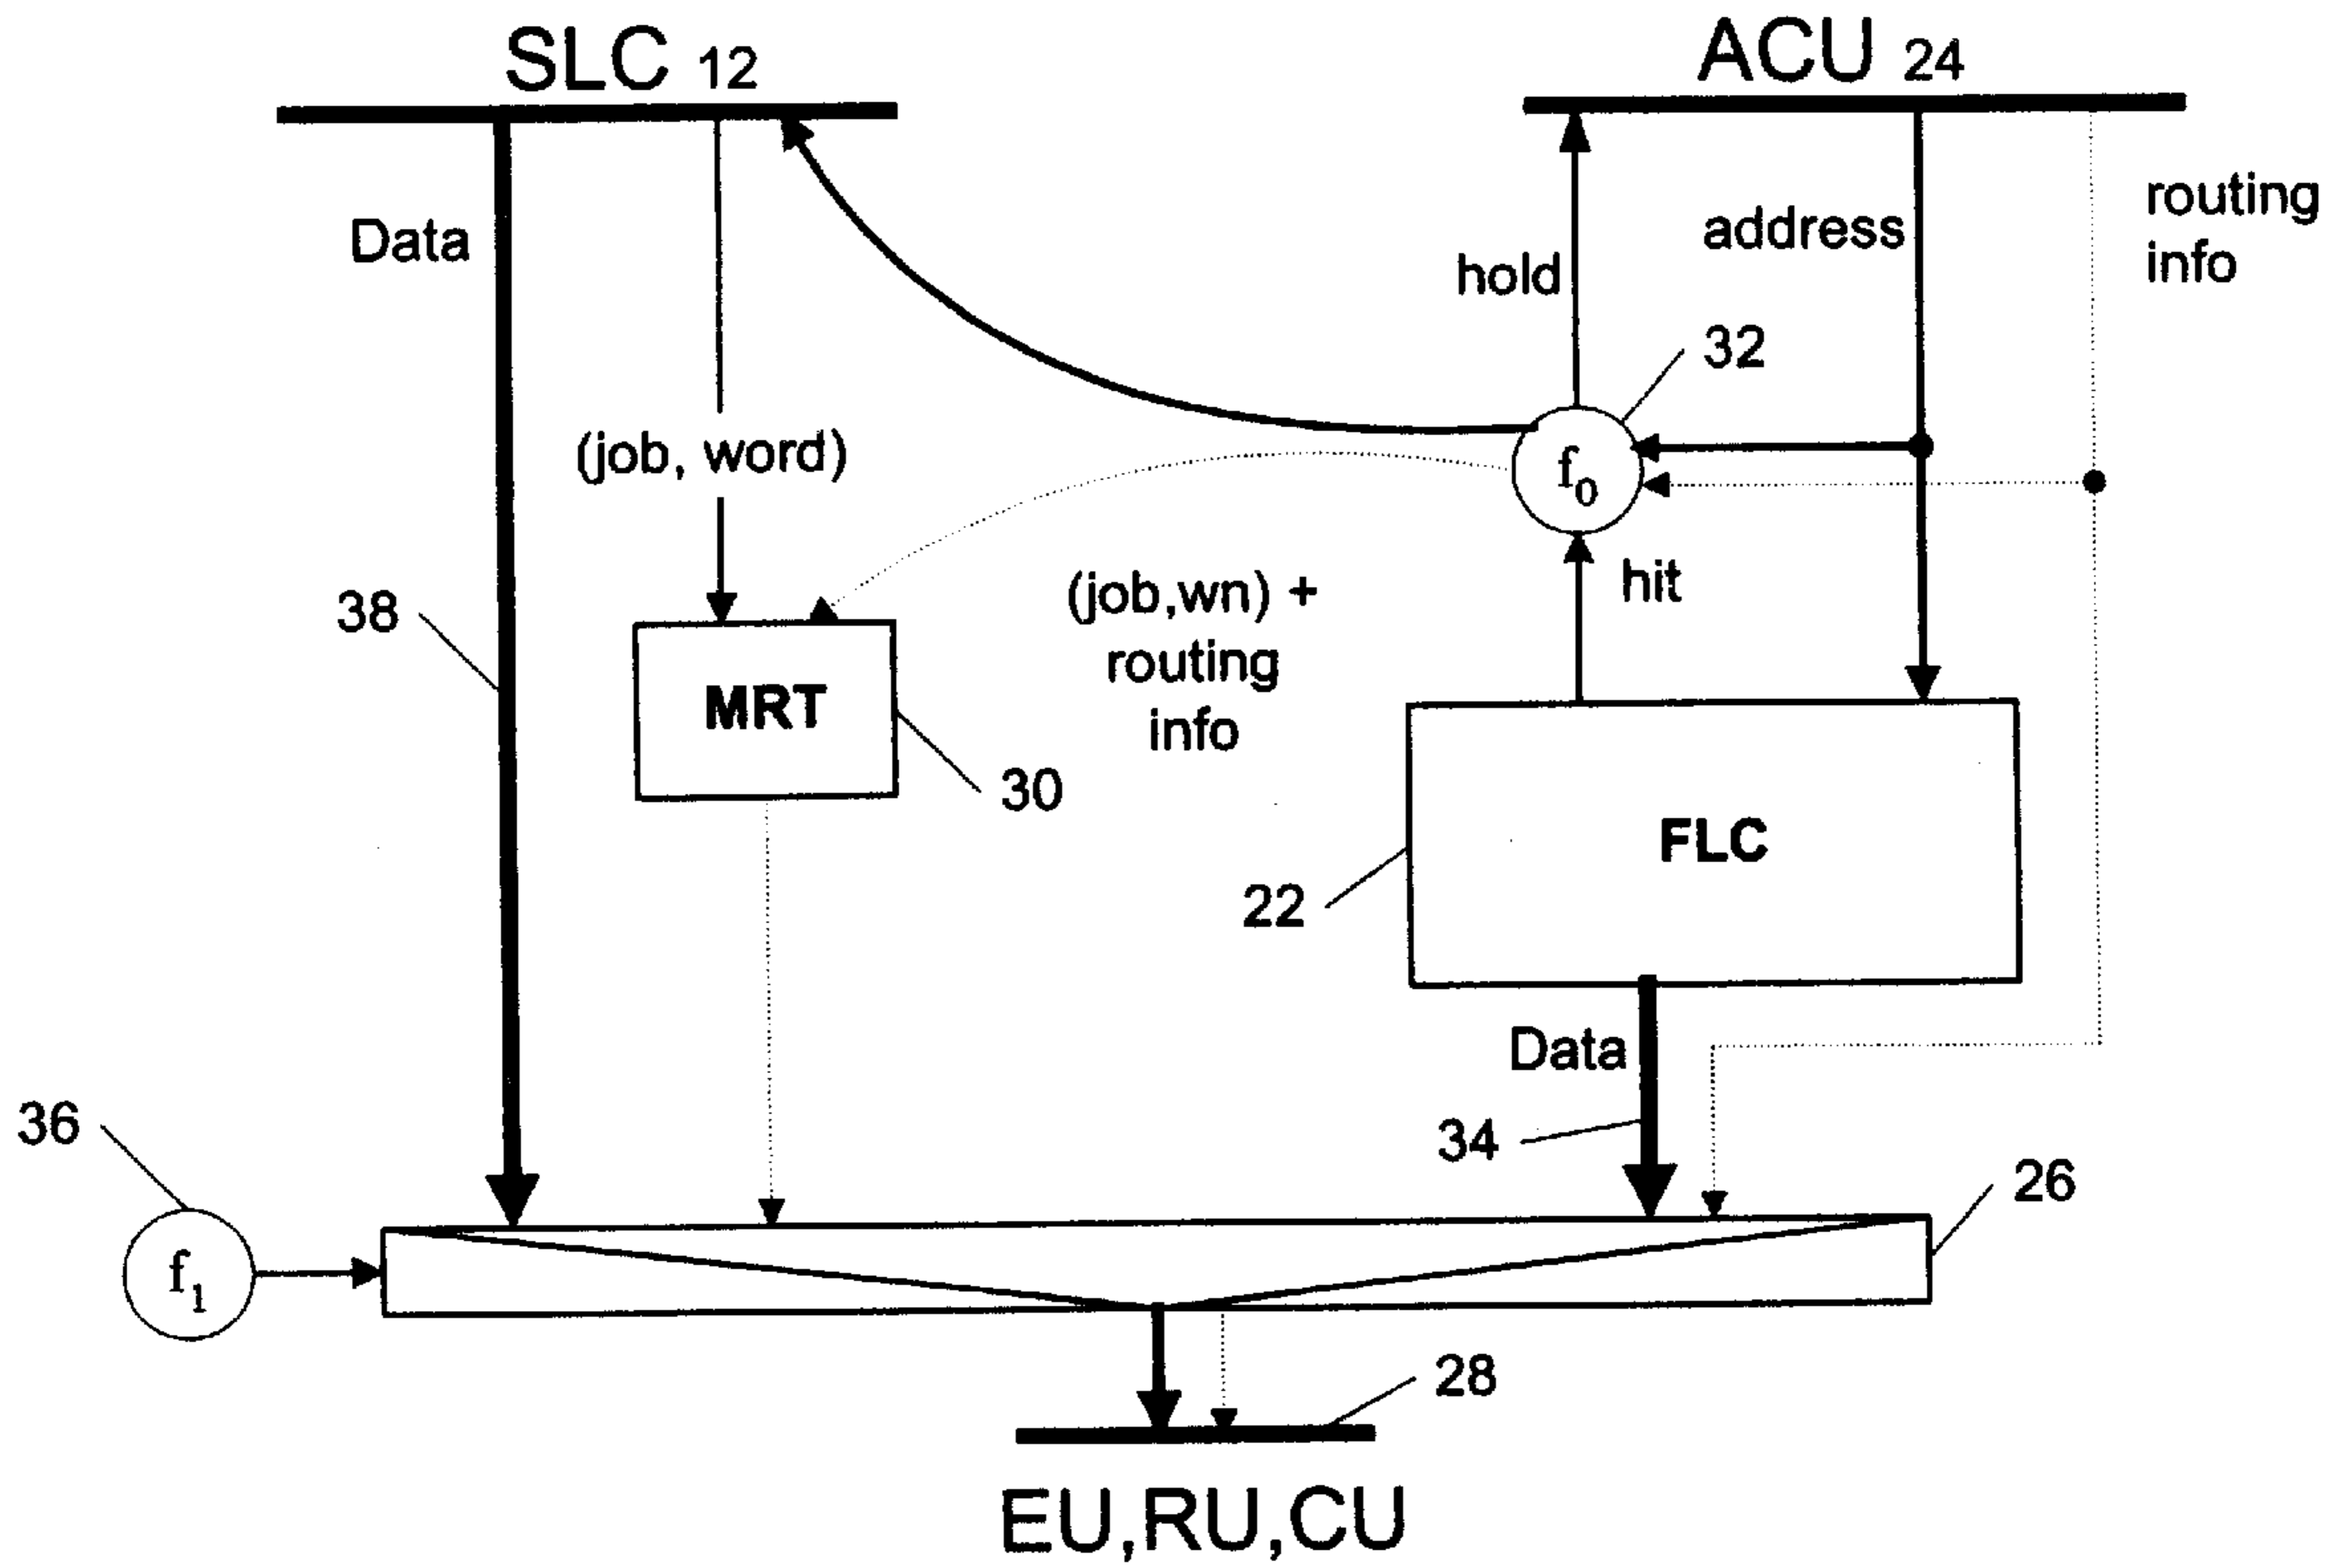 SLC 12
ACU 24
Data
routing
info
address
hold
32
(job, word)
f0
hit
(job,wn) +
routing
info
38
MRT
30
FLC
22
Data
34
36
26
f1
28
EU,RU,CU